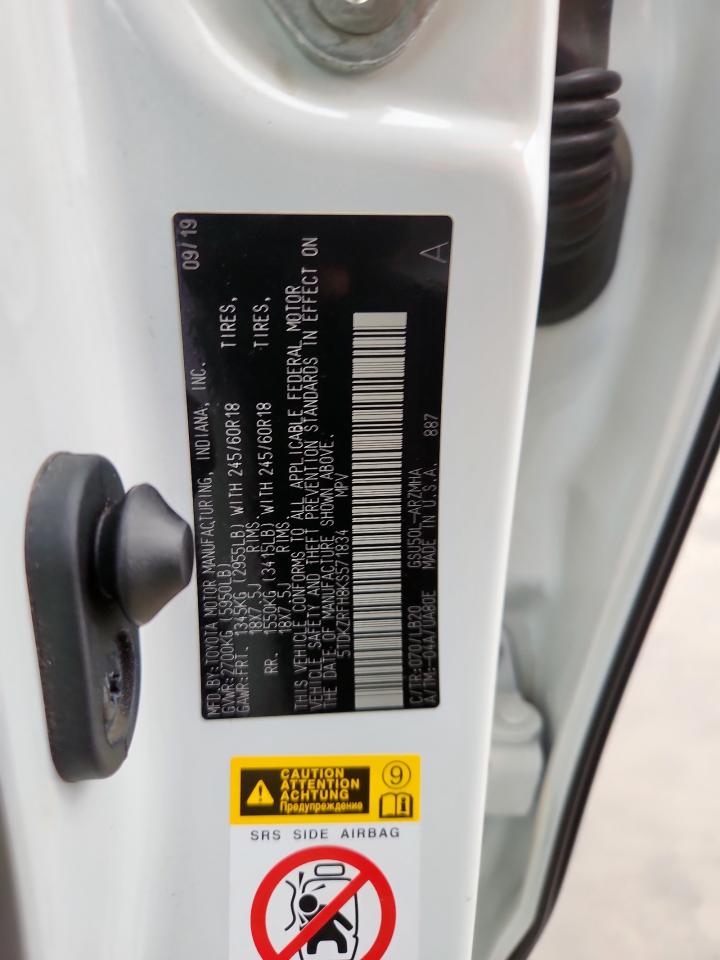 MFD.BY:TOYOTA MOTOR MANUFACTURING, INDIANA, INC. 09/19
GVWR:2700KG (5950LB)
GAWR:FRT. 1345KG (2955LB) WITH 245/60R18 TIRES,
18X7.5J RIMS.
RR. 1550KG (3415LB) WITH 245/60R18 TIRES,
18X7.5J RIMS.
THIS VEHICLE CONFORMS TO ALL APPLICABLE FEDERAL MOTOR
VEHICLE SAFETY AND THEFT PREVENTION STANDARDS IN EFFECT ON
THE DATE OF MANUFACTURE SHOWN ABOVE.
5TDKZRFH8KS571834 MPV
C/TR:070/LB20 GSU50L-ARZMHA
A/TM:-04A/UA80E MADE IN U.S.A. 887
A
CAUTION
ATTENTION
ACHTUNG
Предупреждение
9
SRS SIDE AIRBAG